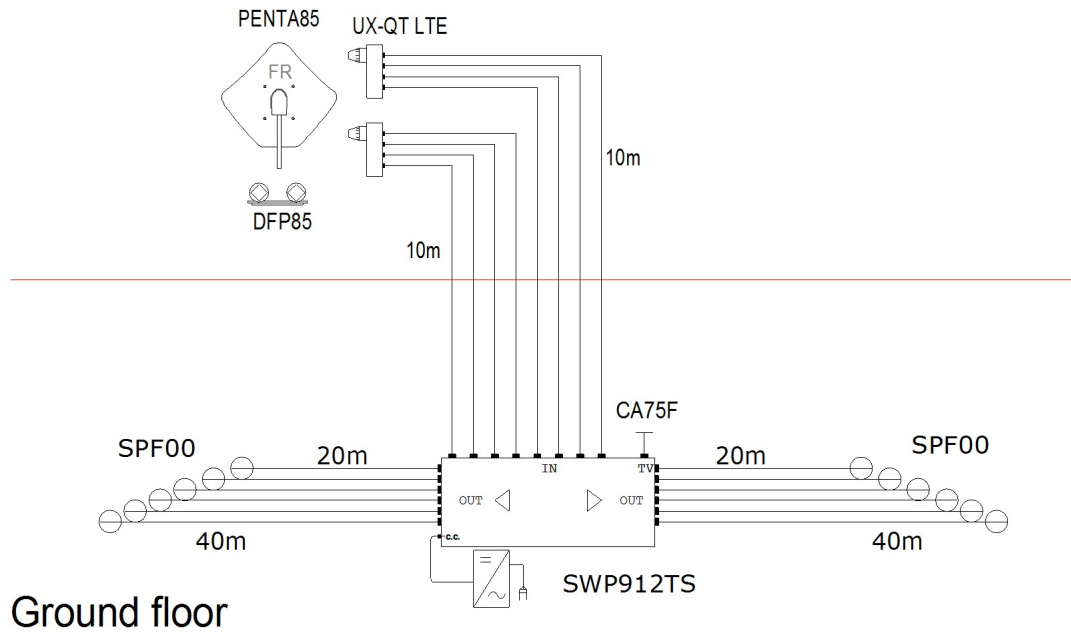 PENTA85
UX-QT LTE
FR
10m
DFP85
10m
CA75F
SPF00
20m
IN
TV
20m
SPF00
OUT
OUT
40m
c.c.
40m
SWP912TS
Ground floor